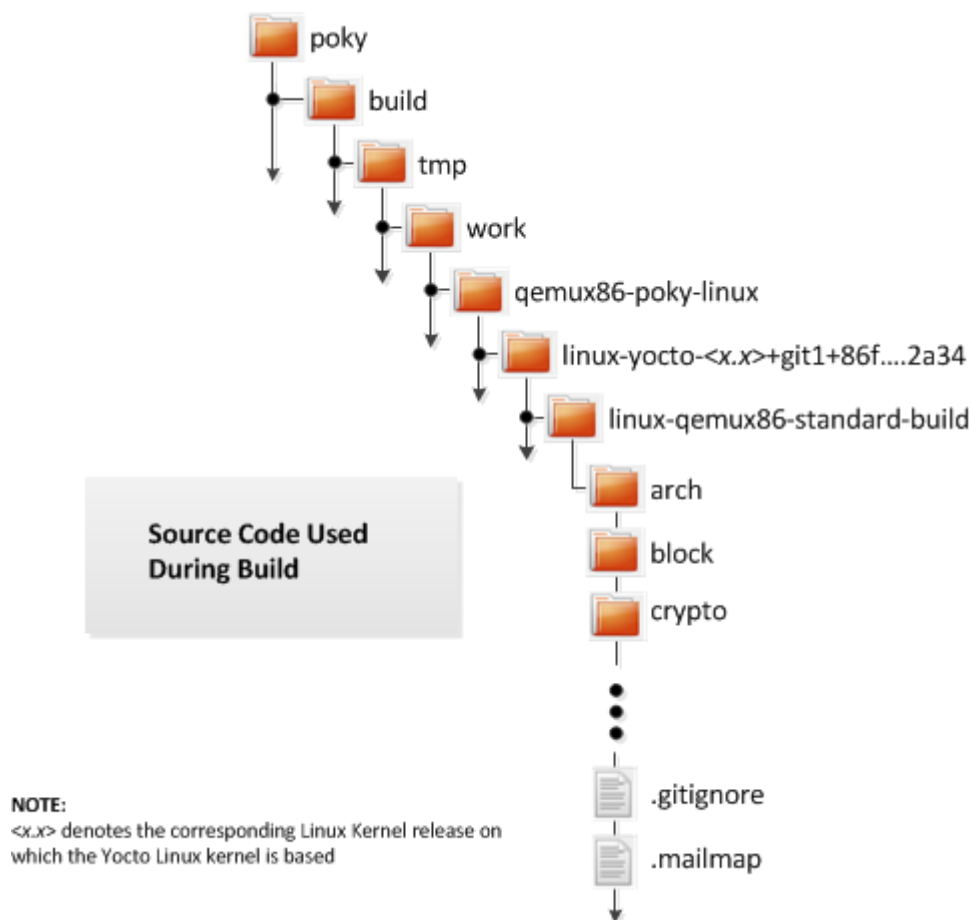 poky
build
tmp
work
qemux86-poky-linux
linux-yocto-<x.x>+git1+86f....2a34
linux-qemux86-standard-build
arch
Source Code Used
During Build
block
crypto
.gitignore
NOTE:
<x.x> denotes the corresponding Linux Kernel release on
which the Yocto Linux kernel is based
.mailmap